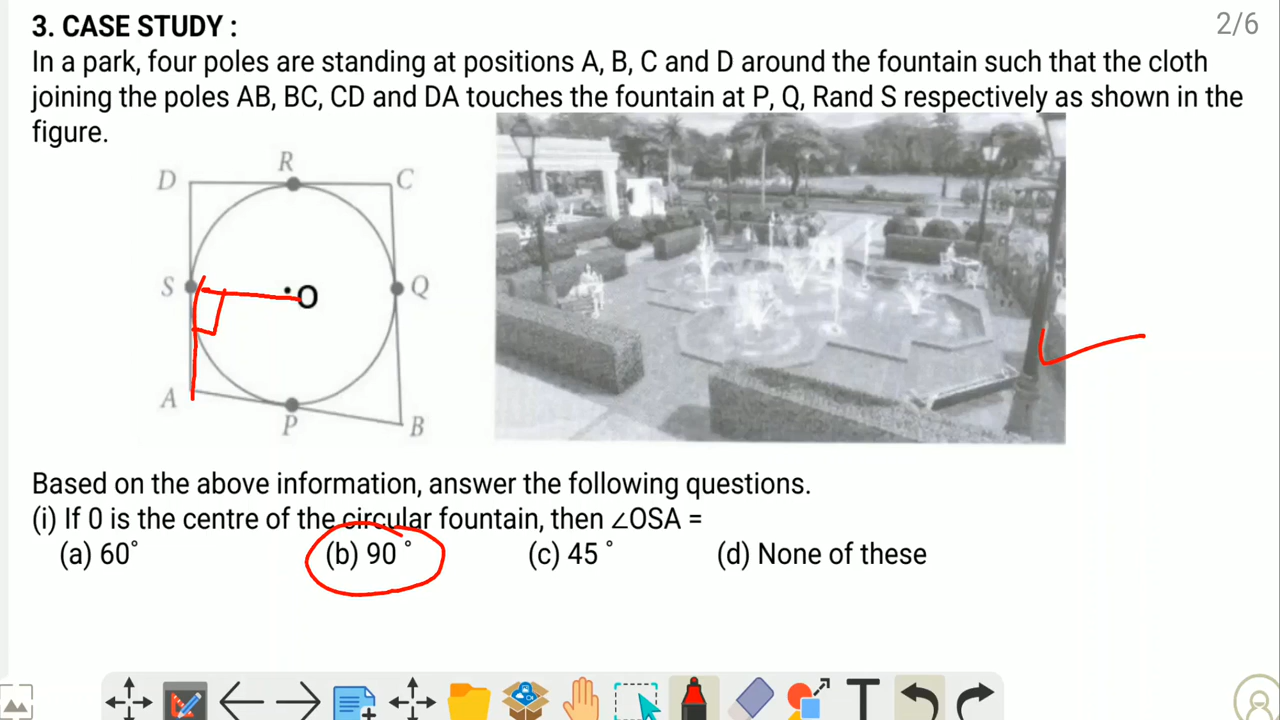 2/6
3. CASE STUDY :
In a park, four poles are standing at positions A, B, C and D around the fountain such that the cloth
joining the poles AB, BC, CD and DA touches the fountain at P, Q, Rand S respectively as shown in the
figure.
R
D
C
S
O
Q
A
P
B
Based on the above information, answer the following questions.
(i) If 0 is the centre of the circular fountain, then ∠OSA =
(a) 60° (b) 90 ° (c) 45 ° (d) None of these
T